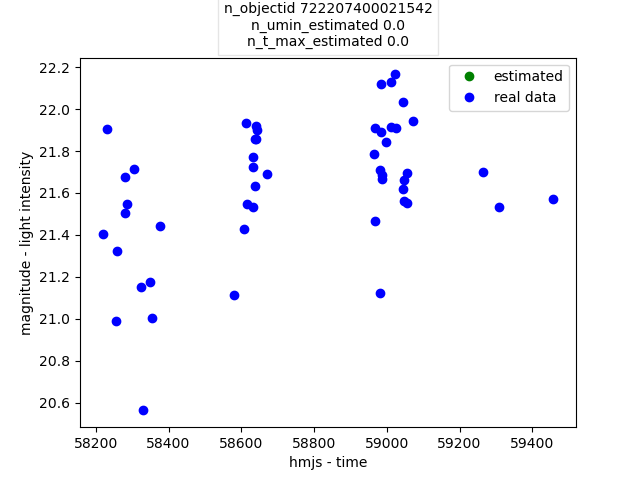 n_objectid 722207400021542
n_umin_estimated 0.0
n_t_max_estimated 0.0
estimated
real data
magnitude - light intensity
22.2
22.0
21.8
21.6
21.4
21.2
21.0
20.8
20.6
58200 58400 58600 58800 59000 59200 59400
hmjs - time